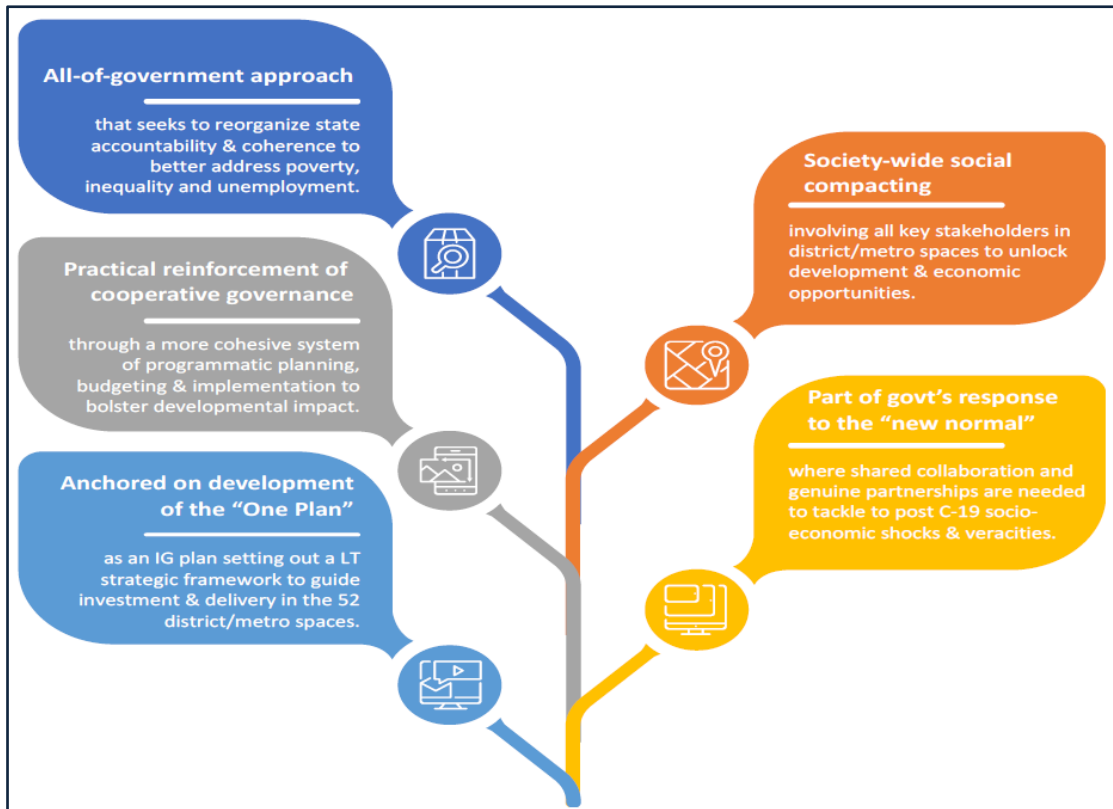 All-of-government approach
that seeks to reorganize state
accountability & coherence to
better address poverty,
inequality and unemployment.
Practical reinforcement of
cooperative governance
through a more cohesive system
of programmatic planning,
budgeting & implementation to
bolster developmental impact.
Anchored on development
of the “One Plan”
as an IG plan setting out a LT
strategic framework to guide
investment & delivery in the 52
district/metro spaces.
Society-wide social
compacting
involving all key stakeholders in
district/metro spaces to unlock
development & economic
opportunities.
Part of govt’s response
to the “new normal”
where shared collaboration and
genuine partnerships are needed
to tackle to post C-19 socio-
economic shocks & veracities.